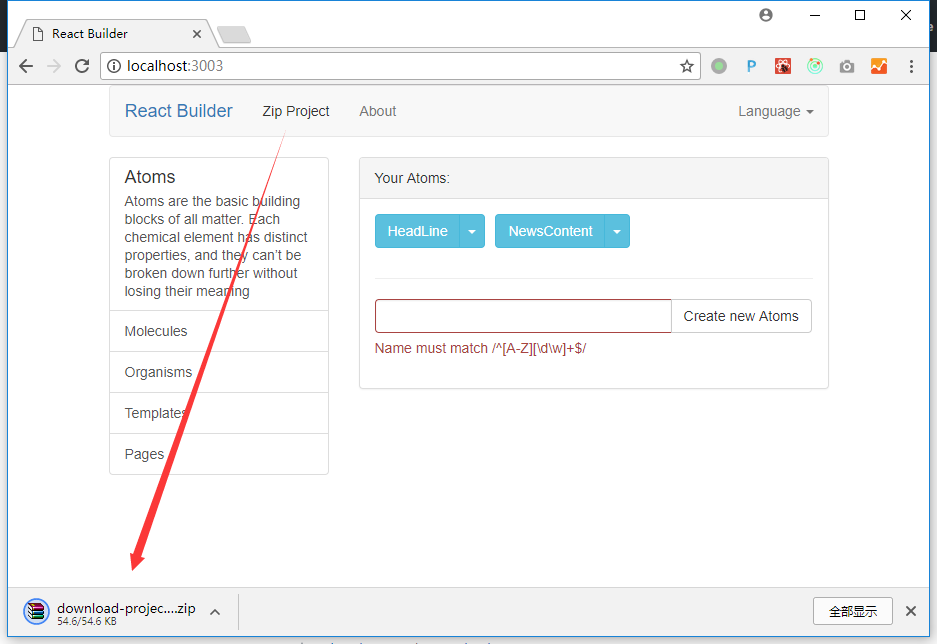 React Builder
localhost:3003
P
React Builder
Zip Project
About
Language
Atoms
Atoms are the basic building
blocks of all matter. Each
chemical element has distinct
properties, and they can’t be
broken down further without
losing their meaning
Molecules
Organisms
Templates
Pages
Your Atoms:
HeadLine
NewsContent
Create new Atoms
Name must match /^[A-Z][\d\w]+$/
download-projec....zip
54.6/54.6 KB
全部显示